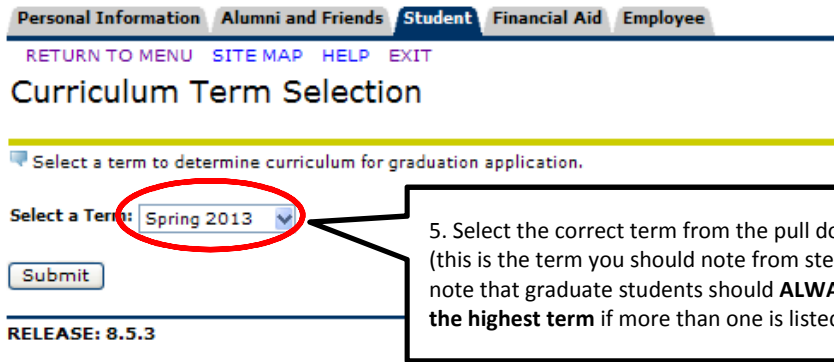 Personal Information Alumni and Friends Student Financial Aid Employee
RETURN TO MENU SITE MAP HELP EXIT
Curriculum Term Selection
Select a term to determine curriculum for graduation application.
Select a Term: Spring 2013
5. Select the correct term from the pull
(this is the term you should note from
note that graduate students should
the highest term if more than one is
Submit
RELEASE: 8.5.3